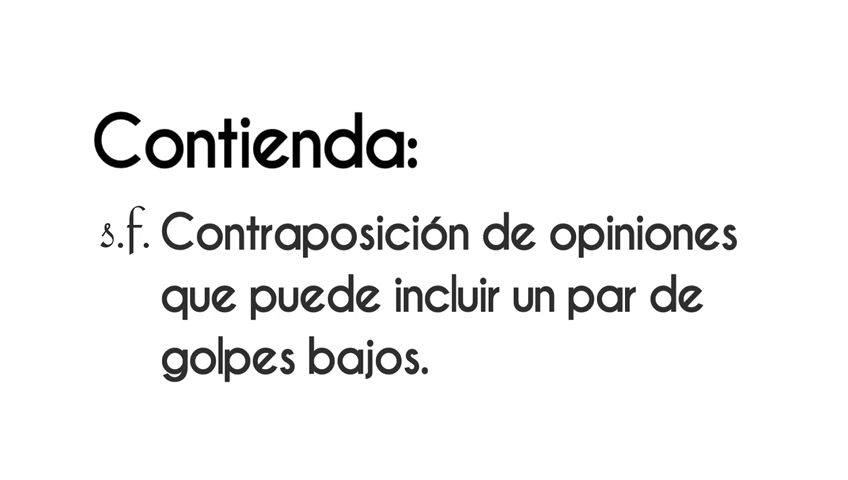 Contienda:
s.f. Contraposición de opiniones
que puede incluir un par de
golpes bajos.